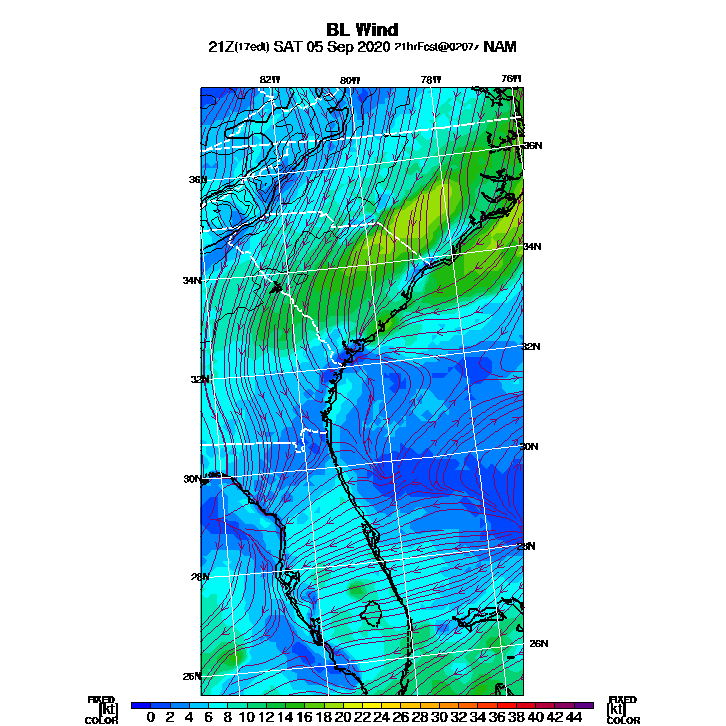 BL Wind
21Z(17edt) SAT 05 Sep 2020 21hrFcst@0207z NAM
82W 80W 78W 76W
36N
36N
34N
34N
32N
32N
30N
30N
28N
28N
26N
26N
FIXED FIXED
[kt] 0 2 4 6 8 10 12 14 16 18 20 22 24 26 28 30 32 34 36 38 40 42 44 [kt]
COLOR COLOR